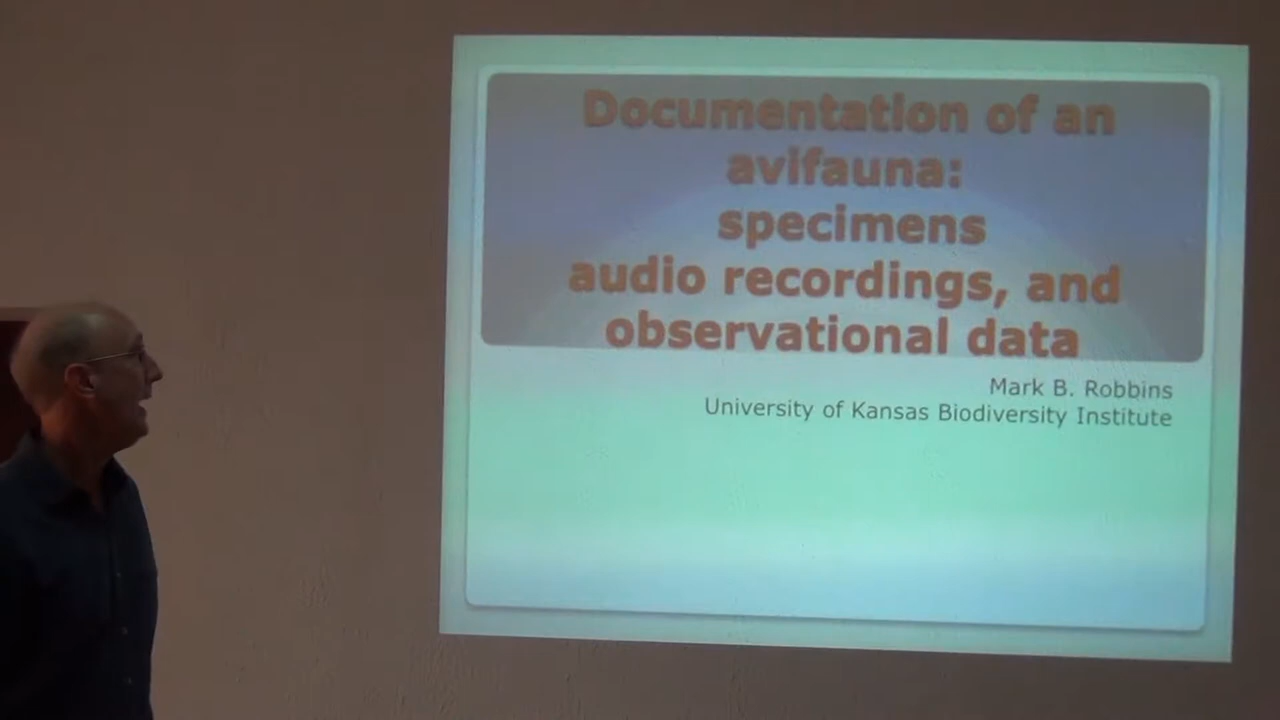 Documentation of an
avifauna:
specimens
audio recordings, and
observational data
Mark B. Robbins
University of Kansas Biodiversity Institute